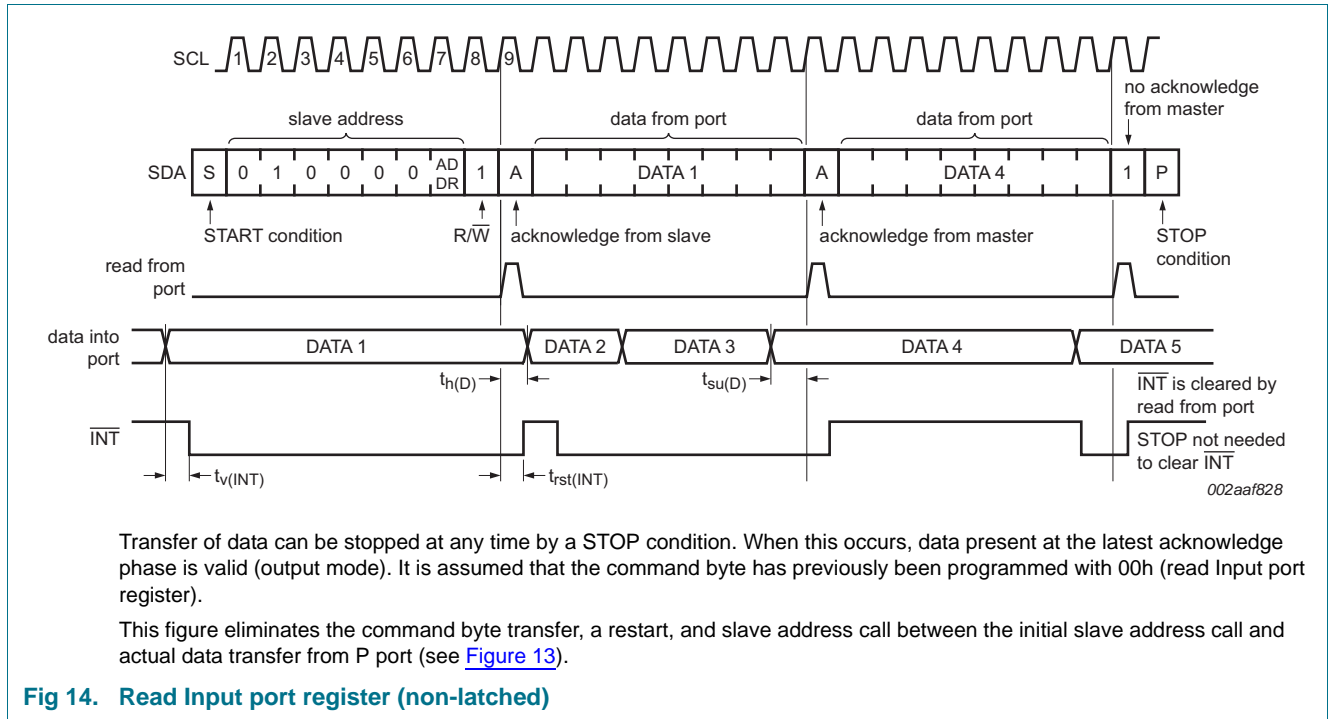 SCL 1 2 3 4 5 6 7 8 9
no acknowledge
from master
slave address
data from port
data from port
SDA S 0 1 0 0 0 0 AD DR 1 A DATA 1 A DATA 4 1 P
START condition
R/W̅
acknowledge from slave
acknowledge from master
STOP
condition
read from
port
data into
port
DATA 1 DATA 2 DATA 3 DATA 4 DATA 5
th(D)
tsu(D)
I̅N̅T̅ is cleared by
read from port
I̅N̅T̅
STOP not needed
to clear I̅N̅T̅
tv(INT)
trst(INT)
002aaf828
Transfer of data can be stopped at any time by a STOP condition. When this occurs, data present at the latest acknowledge
phase is valid (output mode). It is assumed that the command byte has previously been programmed with 00h (read Input port
register).
This figure eliminates the command byte transfer, a restart, and slave address call between the initial slave address call and
actual data transfer from P port (see Figure 13).
Fig 14. Read Input port register (non-latched)